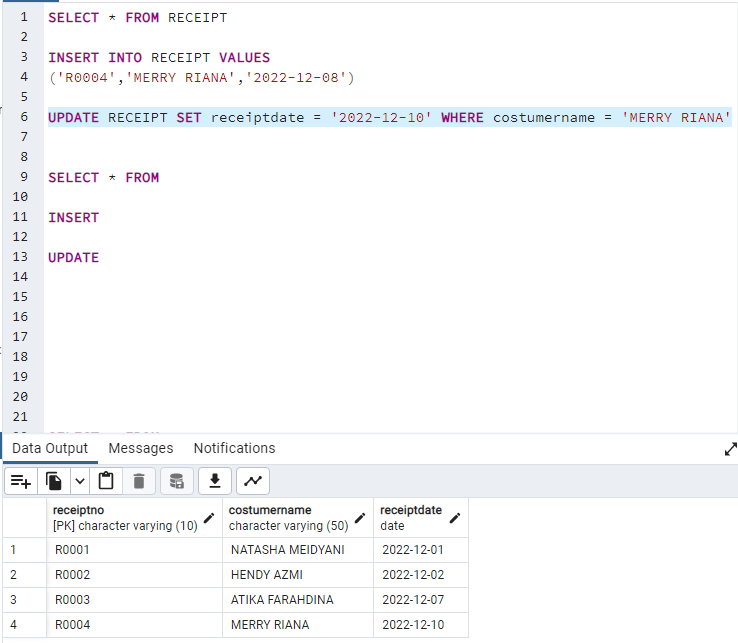 1 SELECT * FROM RECEIPT
2
3 INSERT INTO RECEIPT VALUES
4 ('R0004','MERRY RIANA','2022-12-08')
5
6 UPDATE RECEIPT SET receiptdate = '2022-12-10' WHERE costumername = 'MERRY RIANA'
7
8
9 SELECT * FROM
10
11 INSERT
12
13 UPDATE
14
15
16
17
18
19
20
21
Data Output Messages Notifications
receiptno costumername receiptdate
[PK] character varying (10) character varying (50) date
1 R0001 NATASHA MEIDYANI 2022-12-01
2 R0002 HENDY AZMI 2022-12-02
3 R0003 ATIKA FARAHDINA 2022-12-07
4 R0004 MERRY RIANA 2022-12-10